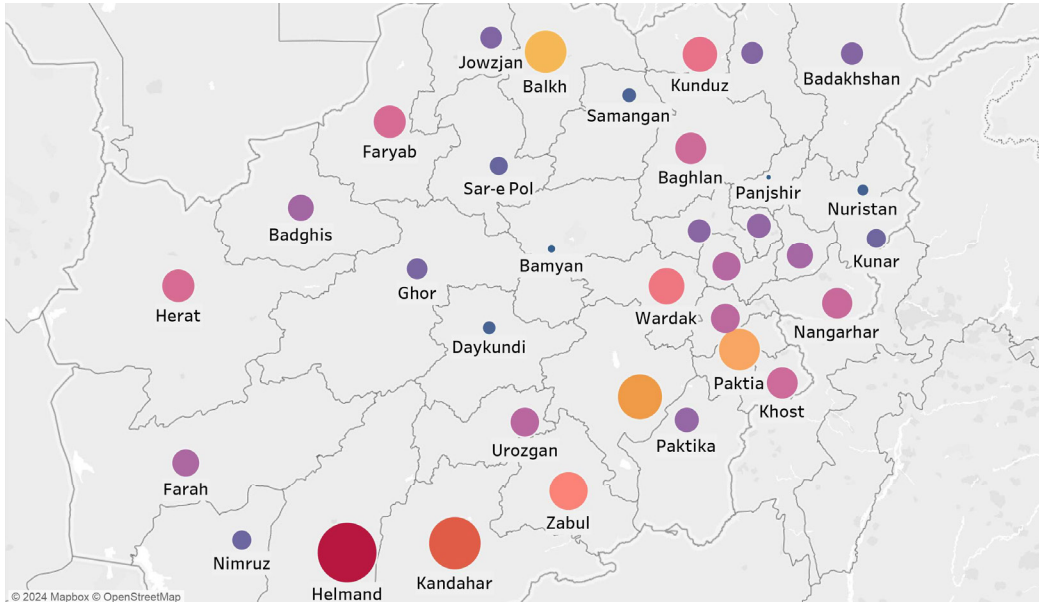 Jowzjan
Balkh
Kunduz
Badakhshan
Samangan
Faryab
Baghlan
Sar-e Pol
Panjshir
Nuristan
Badghis
Kunar
Bamyan
Ghor
Herat
Wardak
Nangarhar
Daykundi
Paktia
Khost
Urozgan
Paktika
Farah
Zabul
Nimruz
Kandahar
Helmand
© 2024 Mapbox © OpenStreetMap